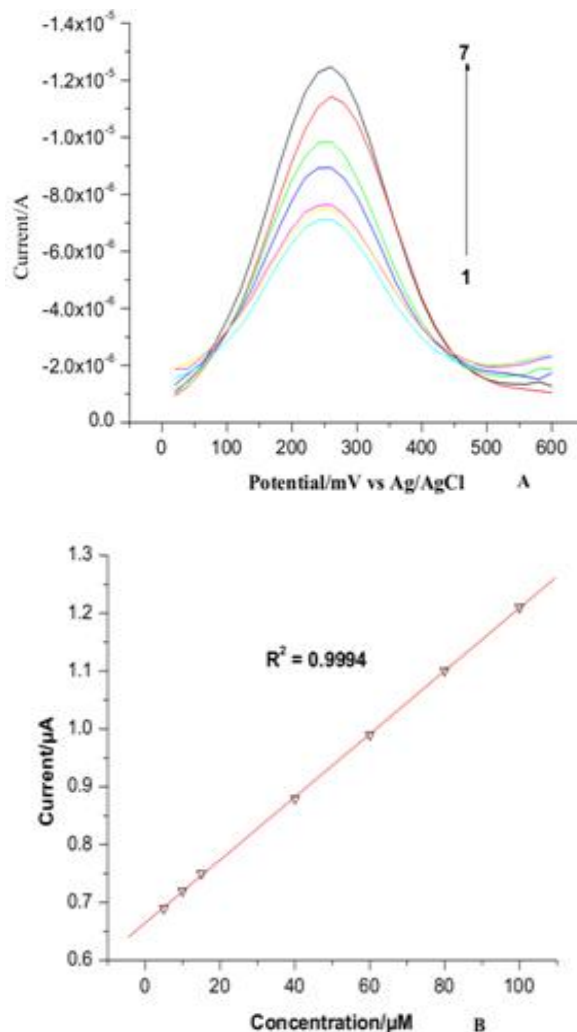 -1.4x10⁻⁵
-1.2x10⁻⁵
-1.0x10⁻⁵
-8.0x10⁻⁶
-6.0x10⁻⁶
-4.0x10⁻⁶
-2.0x10⁻⁶
0.0
Current/A
7
1
0 100 200 300 400 500 600
Potential/mV vs Ag/AgCl A
1.3
1.2
1.1
1.0
0.9
0.8
0.7
0.6
Current/µA
R² = 0.9994
0 20 40 60 80 100
Concentration/µM B